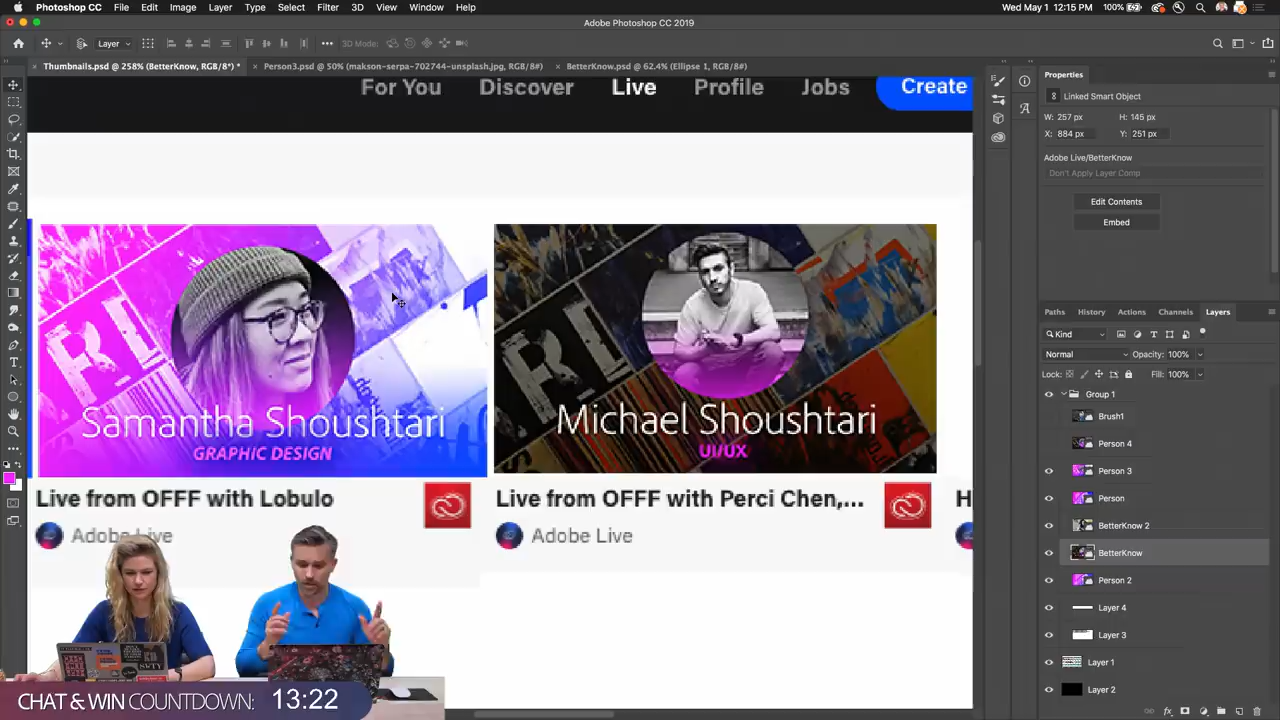 Photoshop CC File Edit Image Layer Type Select Filter 3D View Window Help 100% Wed May 1 12:15 PM
Adobe Photoshop CC 2019
Layer 3D Mode:
Thumbnails.psd @ 258% (BetterKnow, RGB/8*) * Person3.psd @ 50% (makson-serpa-702744-unsplash.jpg, RGB/8#) BetterKnow.psd @ 62.4% (Ellipse 1, RGB/8#)
For You Discover Live Profile Jobs Create
Samantha Shoushtari
GRAPHIC DESIGN
Michael Shoushtari
UI/UX
Live from OFFF with Lobulo
Adobe Live
Live from OFFF with Perci Chen,...
Adobe Live
H
CHAT & WIN COUNTDOWN: 13:22
Properties
Linked Smart Object
W: 257 px H: 145 px
X: 884 px Y: 251 px
Adobe Live/BetterKnow
Don't Apply Layer Comp
Edit Contents
Embed
Paths History Actions Channels Layers
Kind
Normal Opacity: 100%
Lock: Fill: 100%
Group 1
Brush1
Person 4
Person 3
Person
BetterKnow 2
BetterKnow
Person 2
Layer 4
Layer 3
Layer 1
Layer 2